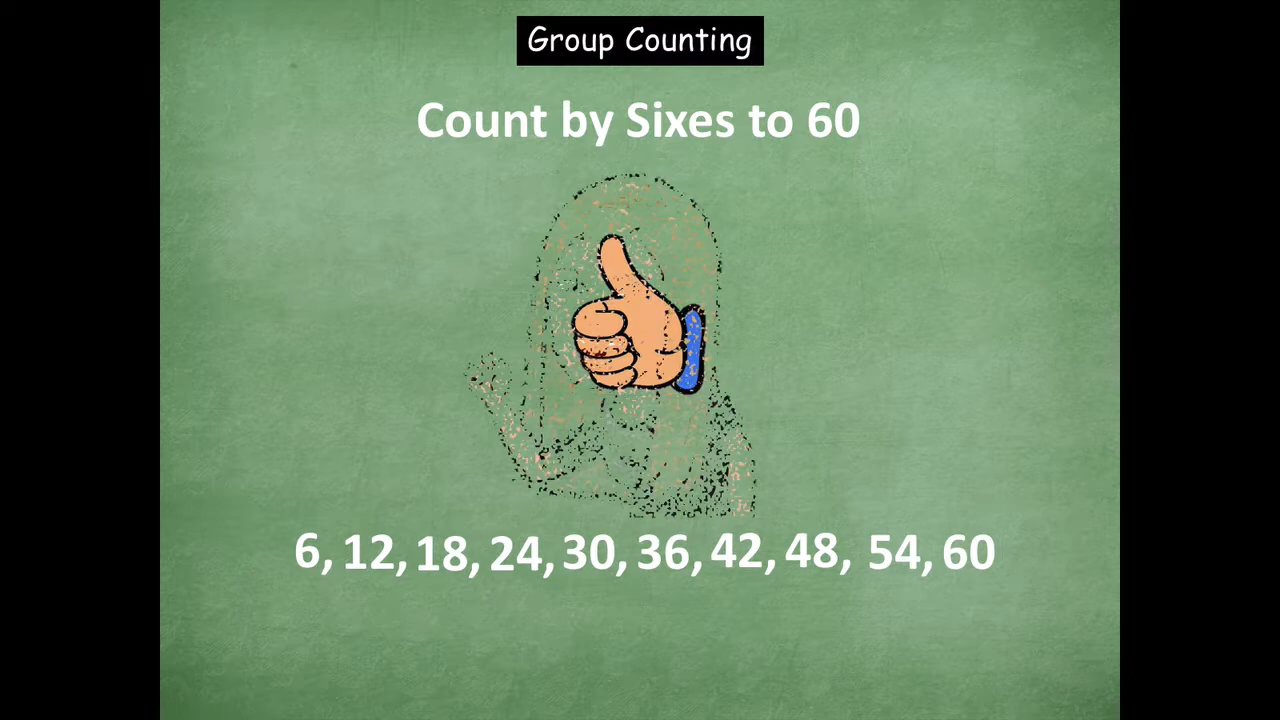 Group Counting
Count by Sixes to 60
6, 12, 18, 24, 30, 36, 42, 48, 54, 60